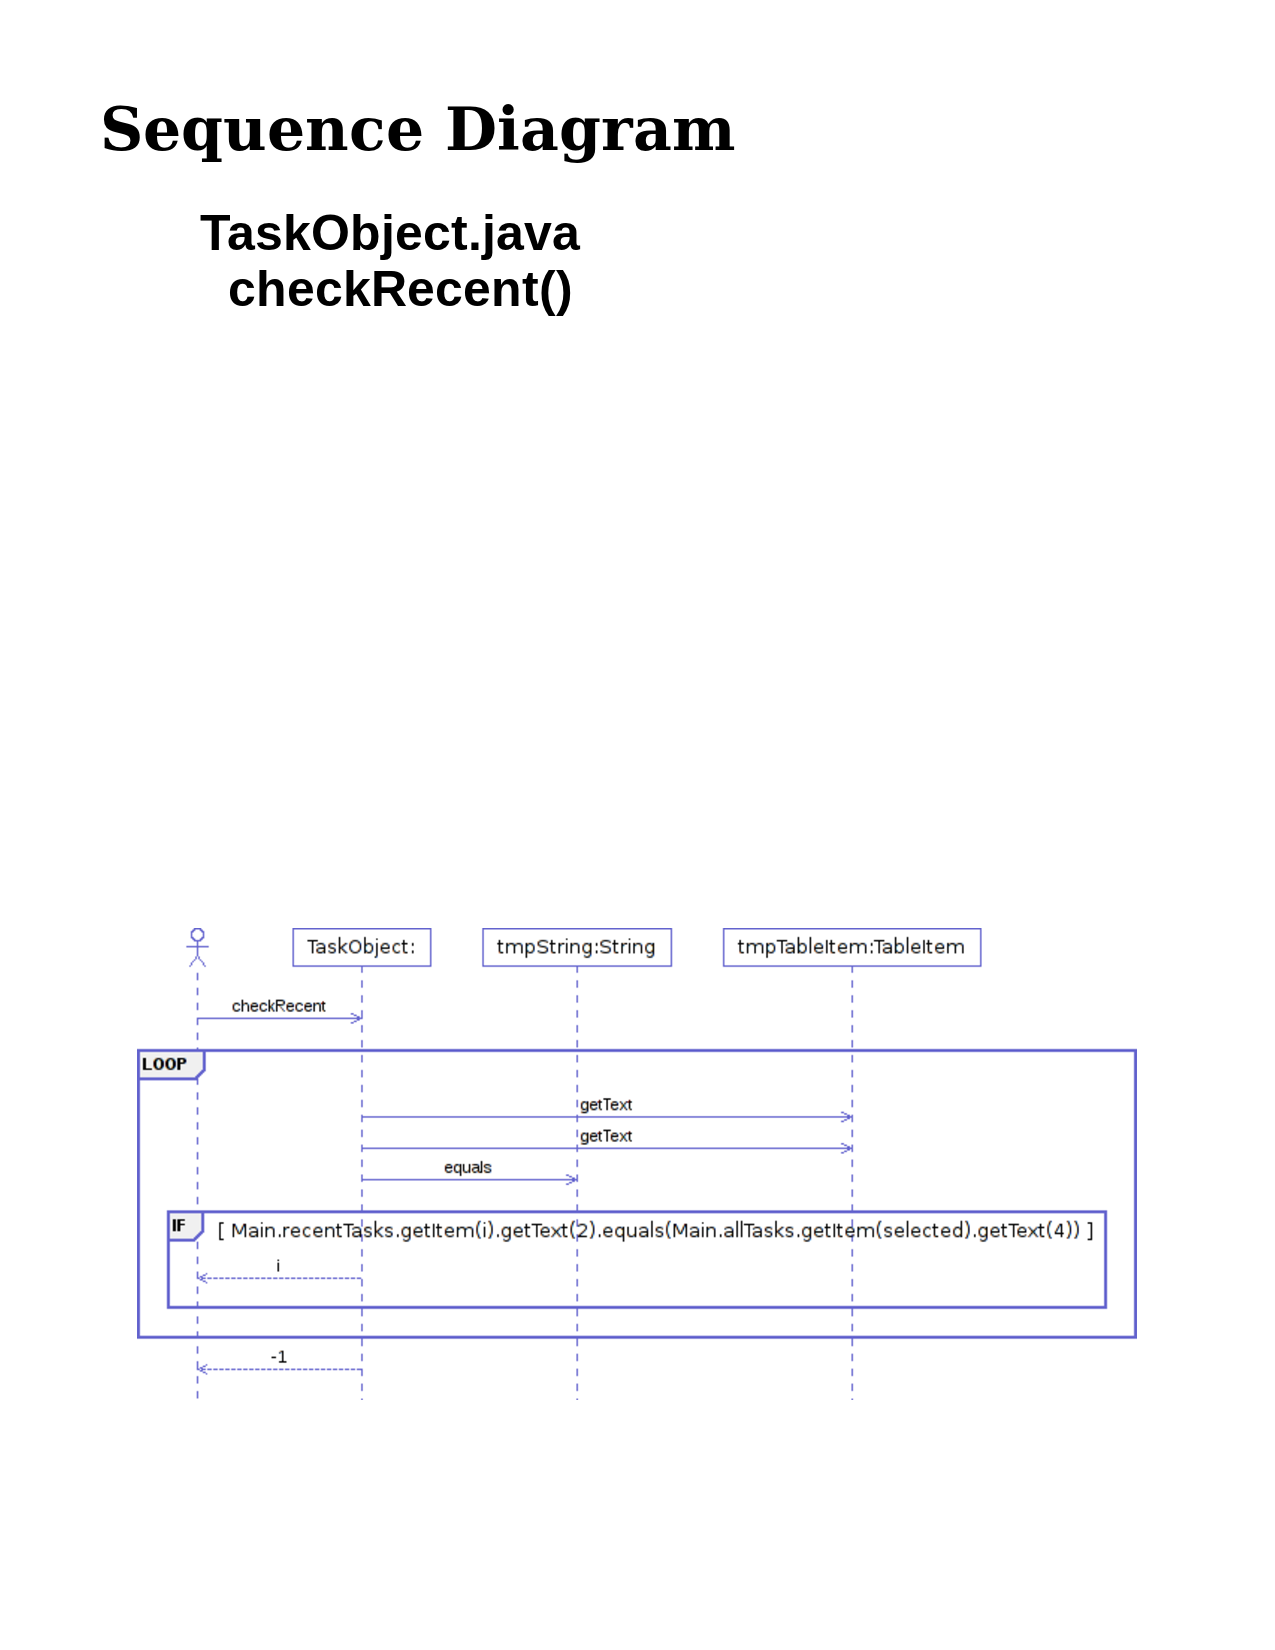 Sequence Diagram
TaskObject.java
checkRecent()
TaskObject:
tmpString:String
tmpTableItem:TableItem
checkRecent
LOOP
getText
getText
equals
IF
[ Main.recentTasks.getItem(i).getText(2).equals(Main.allTasks.getItem(selected).getText(4)) ]
i
-1